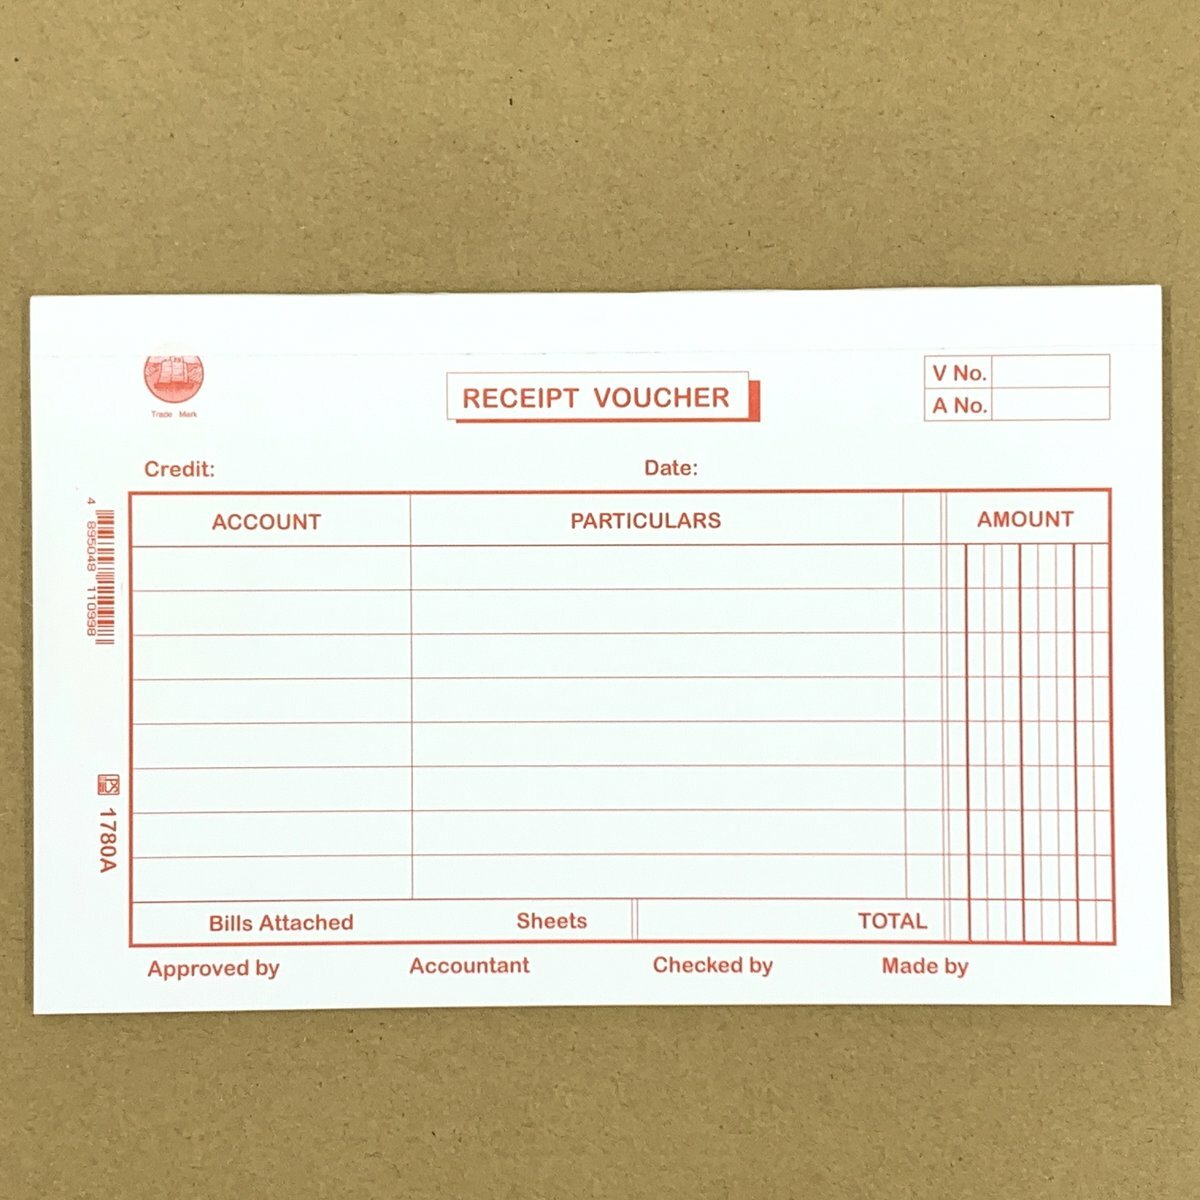 Trade Mark
RECEIPT VOUCHER
V No.
A No.
Credit: Date:
ACCOUNT PARTICULARS AMOUNT
Bills Attached Sheets TOTAL
Approved by Accountant Checked by Made by
4 895048 110998
1780A